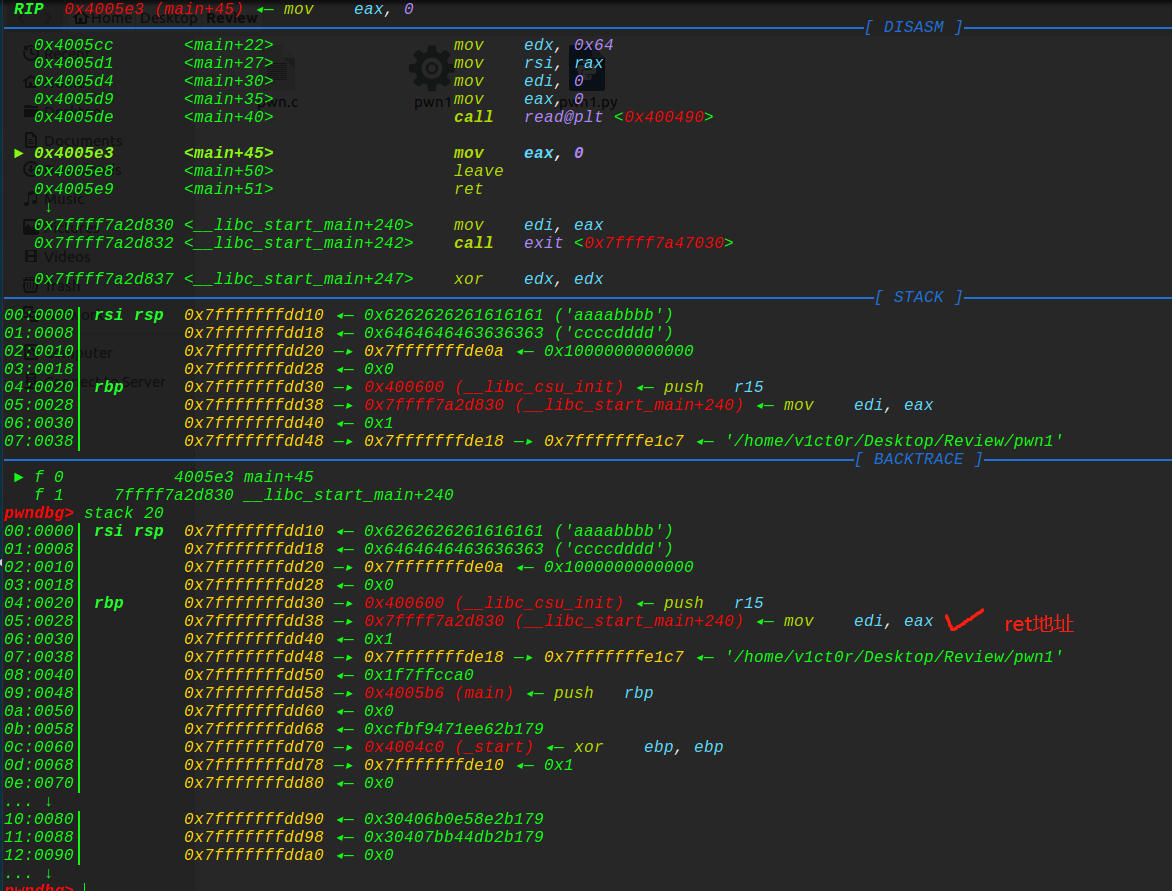 RIP 0x4005e3 (main+45) ◂— mov eax, 0
Home Desktop Review
[ DISASM ]
0x4005cc <main+22> mov edx, 0x64
0x4005d1 <main+27> mov rsi, rax
0x4005d4 <main+30> mov edi, 0
0x4005d9 <main+35> mov eax, 0
pwn.c pwn1 pwn1.py
0x4005de <main+40> call read@plt <0x400490>
Documents
► 0x4005e3 <main+45> mov eax, 0
0x4005e8 <main+50> leave
0x4005e9 <main+51> ret
Music
↓
0x7ffff7a2d830 <__libc_start_main+240> mov edi, eax
0x7ffff7a2d832 <__libc_start_main+242> call exit <0x7ffff7a47030>
Videos
0x7ffff7a2d837 <__libc_start_main+247> xor edx, edx
Trash
[ STACK ]
00:0000│ rsi rsp 0x7fffffffdd10 ◂— 0x6262626261616161 ('aaaabbbb')
01:0008│ 0x7fffffffdd18 ◂— 0x6464646463636363 ('ccccdddd')
02:0010│ 0x7fffffffdd20 —▸ 0x7fffffffde0a ◂— 0x1000000000000
03:0018│ 0x7fffffffdd28 ◂— 0x0
04:0020│ rbp 0x7fffffffdd30 —▸ 0x400600 (__libc_csu_init) ◂— push r15
05:0028│ 0x7fffffffdd38 —▸ 0x7ffff7a2d830 (__libc_start_main+240) ◂— mov edi, eax
06:0030│ 0x7fffffffdd40 ◂— 0x1
07:0038│ 0x7fffffffdd48 —▸ 0x7fffffffde18 —▸ 0x7fffffffe1c7 ◂— '/home/v1ct0r/Desktop/Review/pwn1'
[ BACKTRACE ]
► f 0 4005e3 main+45
f 1 7ffff7a2d830 __libc_start_main+240
pwndbg> stack 20
00:0000│ rsi rsp 0x7fffffffdd10 ◂— 0x6262626261616161 ('aaaabbbb')
01:0008│ 0x7fffffffdd18 ◂— 0x6464646463636363 ('ccccdddd')
02:0010│ 0x7fffffffdd20 —▸ 0x7fffffffde0a ◂— 0x1000000000000
03:0018│ 0x7fffffffdd28 ◂— 0x0
04:0020│ rbp 0x7fffffffdd30 —▸ 0x400600 (__libc_csu_init) ◂— push r15
05:0028│ 0x7fffffffdd38 —▸ 0x7ffff7a2d830 (__libc_start_main+240) ◂— mov edi, eax ret地址
06:0030│ 0x7fffffffdd40 ◂— 0x1
07:0038│ 0x7fffffffdd48 —▸ 0x7fffffffde18 —▸ 0x7fffffffe1c7 ◂— '/home/v1ct0r/Desktop/Review/pwn1'
08:0040│ 0x7fffffffdd50 ◂— 0x1f7ffcca0
09:0048│ 0x7fffffffdd58 —▸ 0x4005b6 (main) ◂— push rbp
0a:0050│ 0x7fffffffdd60 ◂— 0x0
0b:0058│ 0x7fffffffdd68 ◂— 0xcfbf9471ee62b179
0c:0060│ 0x7fffffffdd70 —▸ 0x4004c0 (_start) ◂— xor ebp, ebp
0d:0068│ 0x7fffffffdd78 —▸ 0x7fffffffde10 ◂— 0x1
0e:0070│ 0x7fffffffdd80 ◂— 0x0
... ↓
10:0080│ 0x7fffffffdd90 ◂— 0x30406b0e58e2b179
11:0088│ 0x7fffffffdd98 ◂— 0x30407bb44db2b179
12:0090│ 0x7fffffffdda0 ◂— 0x0
... ↓
pwndbg>